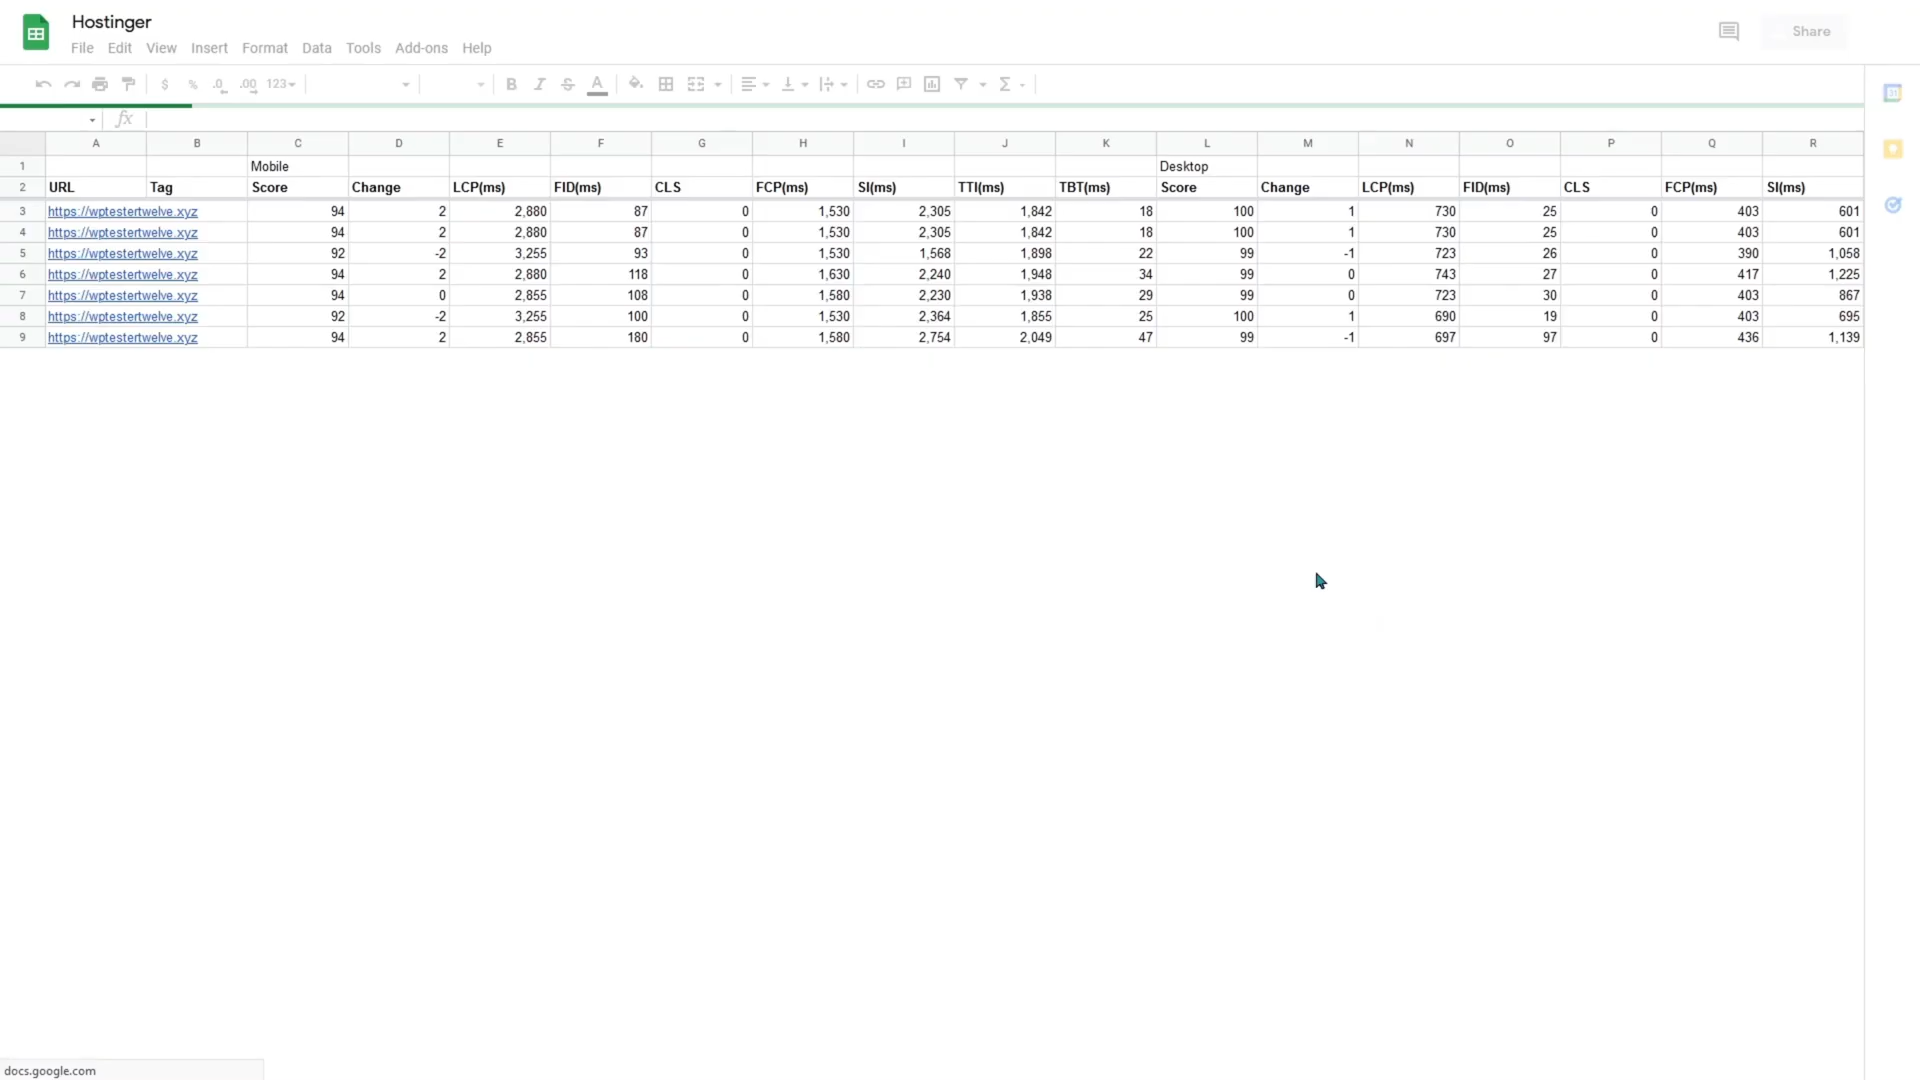 Hostinger
File Edit View Insert Format Data Tools Add-ons Help
Share
$ % .0 .00 123 B I S A Σ
31
fx
A B C D E F G H I J K L M N O P Q R
1 Mobile Desktop
2 URL Tag Score Change LCP(ms) FID(ms) CLS FCP(ms) SI(ms) TTI(ms) TBT(ms) Score Change LCP(ms) FID(ms) CLS FCP(ms) SI(ms)
3 https://wptestertwelve.xyz 94 2 2,880 87 0 1,530 2,305 1,842 18 100 1 730 25 0 403 601
4 https://wptestertwelve.xyz 94 2 2,880 87 0 1,530 2,305 1,842 18 100 1 730 25 0 403 601
5 https://wptestertwelve.xyz 92 -2 3,255 93 0 1,530 1,568 1,898 22 99 -1 723 26 0 390 1,058
6 https://wptestertwelve.xyz 94 2 2,880 118 0 1,630 2,240 1,948 34 99 0 743 27 0 417 1,225
7 https://wptestertwelve.xyz 94 0 2,855 108 0 1,580 2,230 1,938 29 99 0 723 30 0 403 867
8 https://wptestertwelve.xyz 92 -2 3,255 100 0 1,530 2,364 1,855 25 100 1 690 19 0 403 695
9 https://wptestertwelve.xyz 94 2 2,855 180 0 1,580 2,754 2,049 47 99 -1 697 97 0 436 1,139
docs.google.com